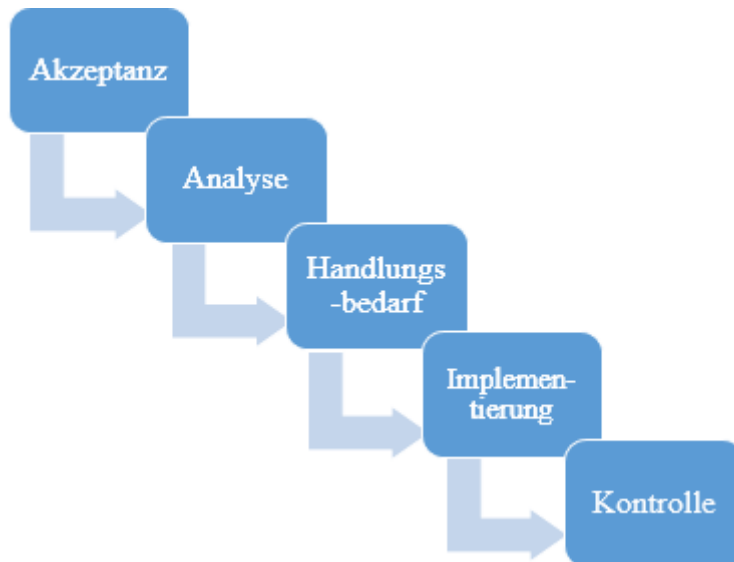 Akzeptanz
Analyse
Handlungs
-bedarf
Implemen-
tierung
Kontrolle